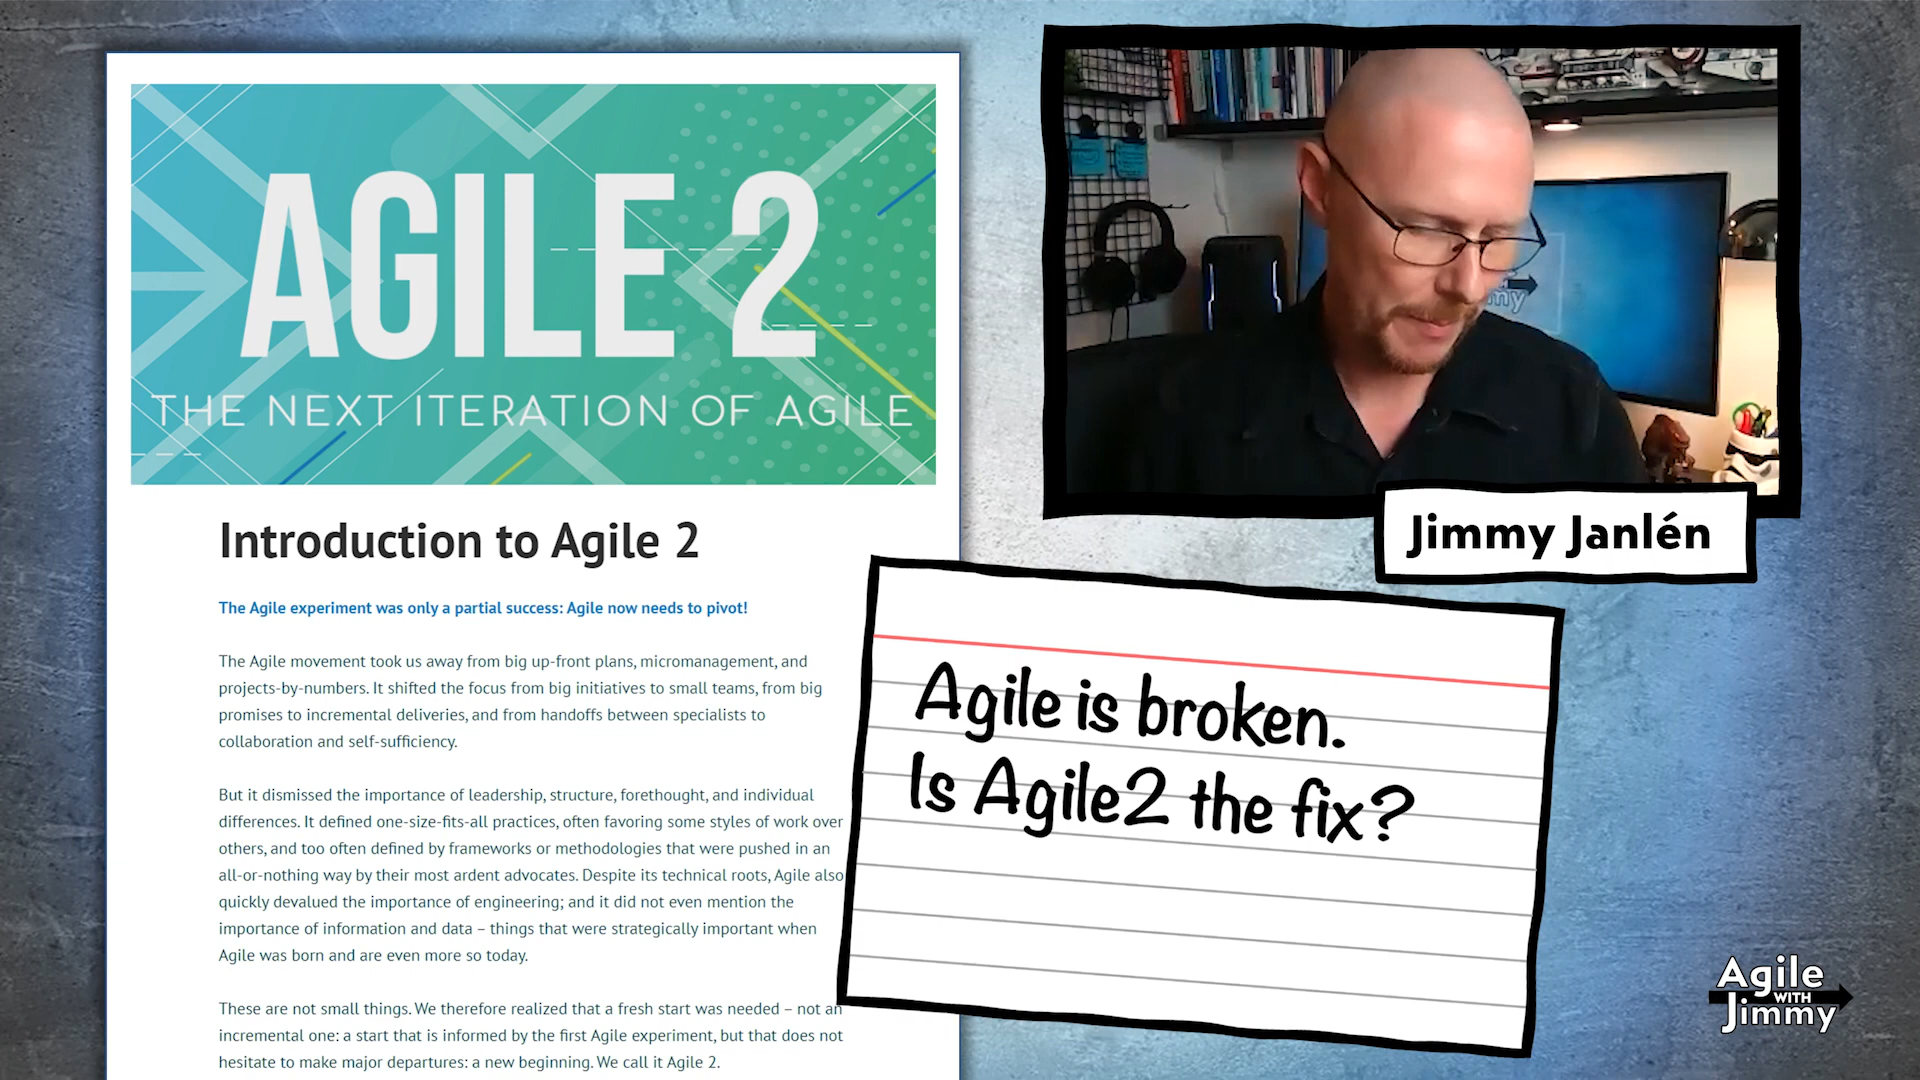 AGILE 2
THE NEXT ITERATION OF AGILE
Introduction to Agile 2
The Agile experiment was only a partial success: Agile now needs to pivot!
The Agile movement took us away from big up-front plans, micromanagement, and
projects-by-numbers. It shifted the focus from big initiatives to small teams, from big
promises to incremental deliveries, and from handoffs between specialists to
collaboration and self-sufficiency.
But it dismissed the importance of leadership, structure, forethought, and individual
differences. It defined one-size-fits-all practices, often favoring some styles of work over
others, and too often defined by frameworks or methodologies that were pushed in an
all-or-nothing way by their most ardent advocates. Despite its technical roots, Agile also
quickly devalued the importance of engineering; and it did not even mention the
importance of information and data – things that were strategically important when
Agile was born and are even more so today.
These are not small things. We therefore realized that a fresh start was needed – not an
incremental one: a start that is informed by the first Agile experiment, but that does not
hesitate to make major departures: a new beginning. We call it Agile 2.
Jimmy Janlén
Agile is broken.
Is Agile2 the fix?
Agile
WITH
Jimmy